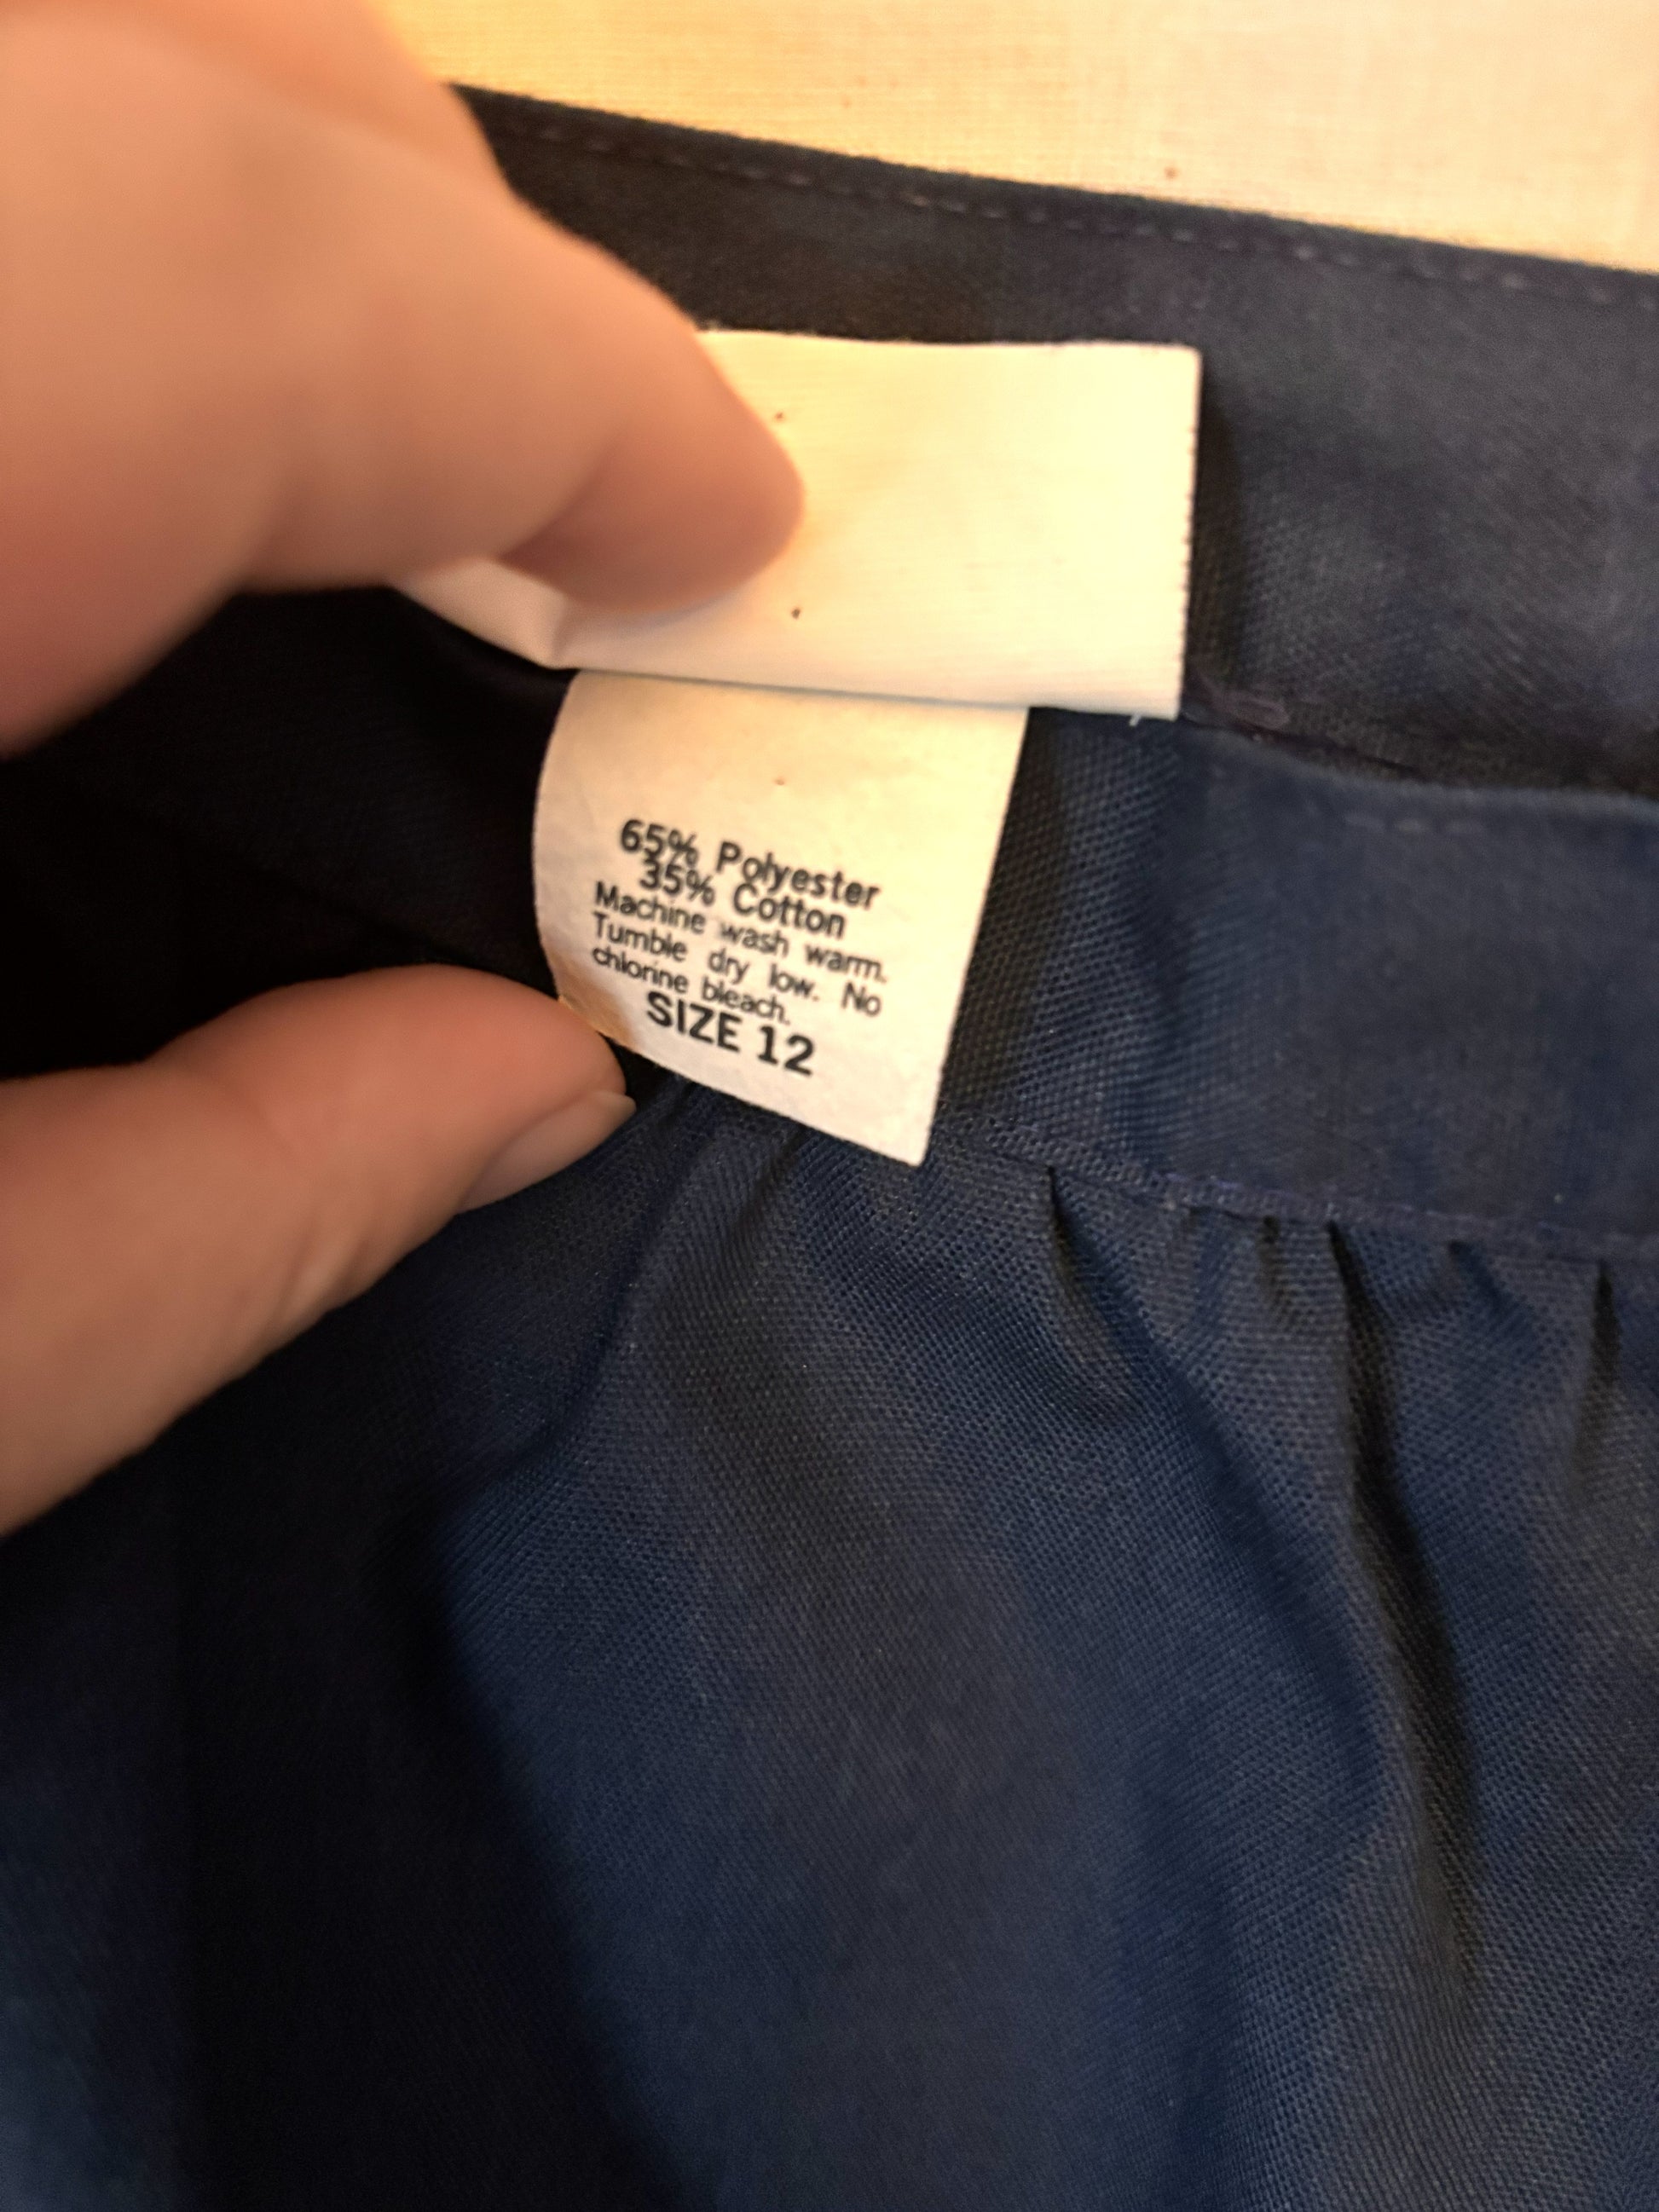 65% Polyester
35% Cotton
Machine wash warm.
Tumble dry low. No
chlorine bleach.
SIZE 12